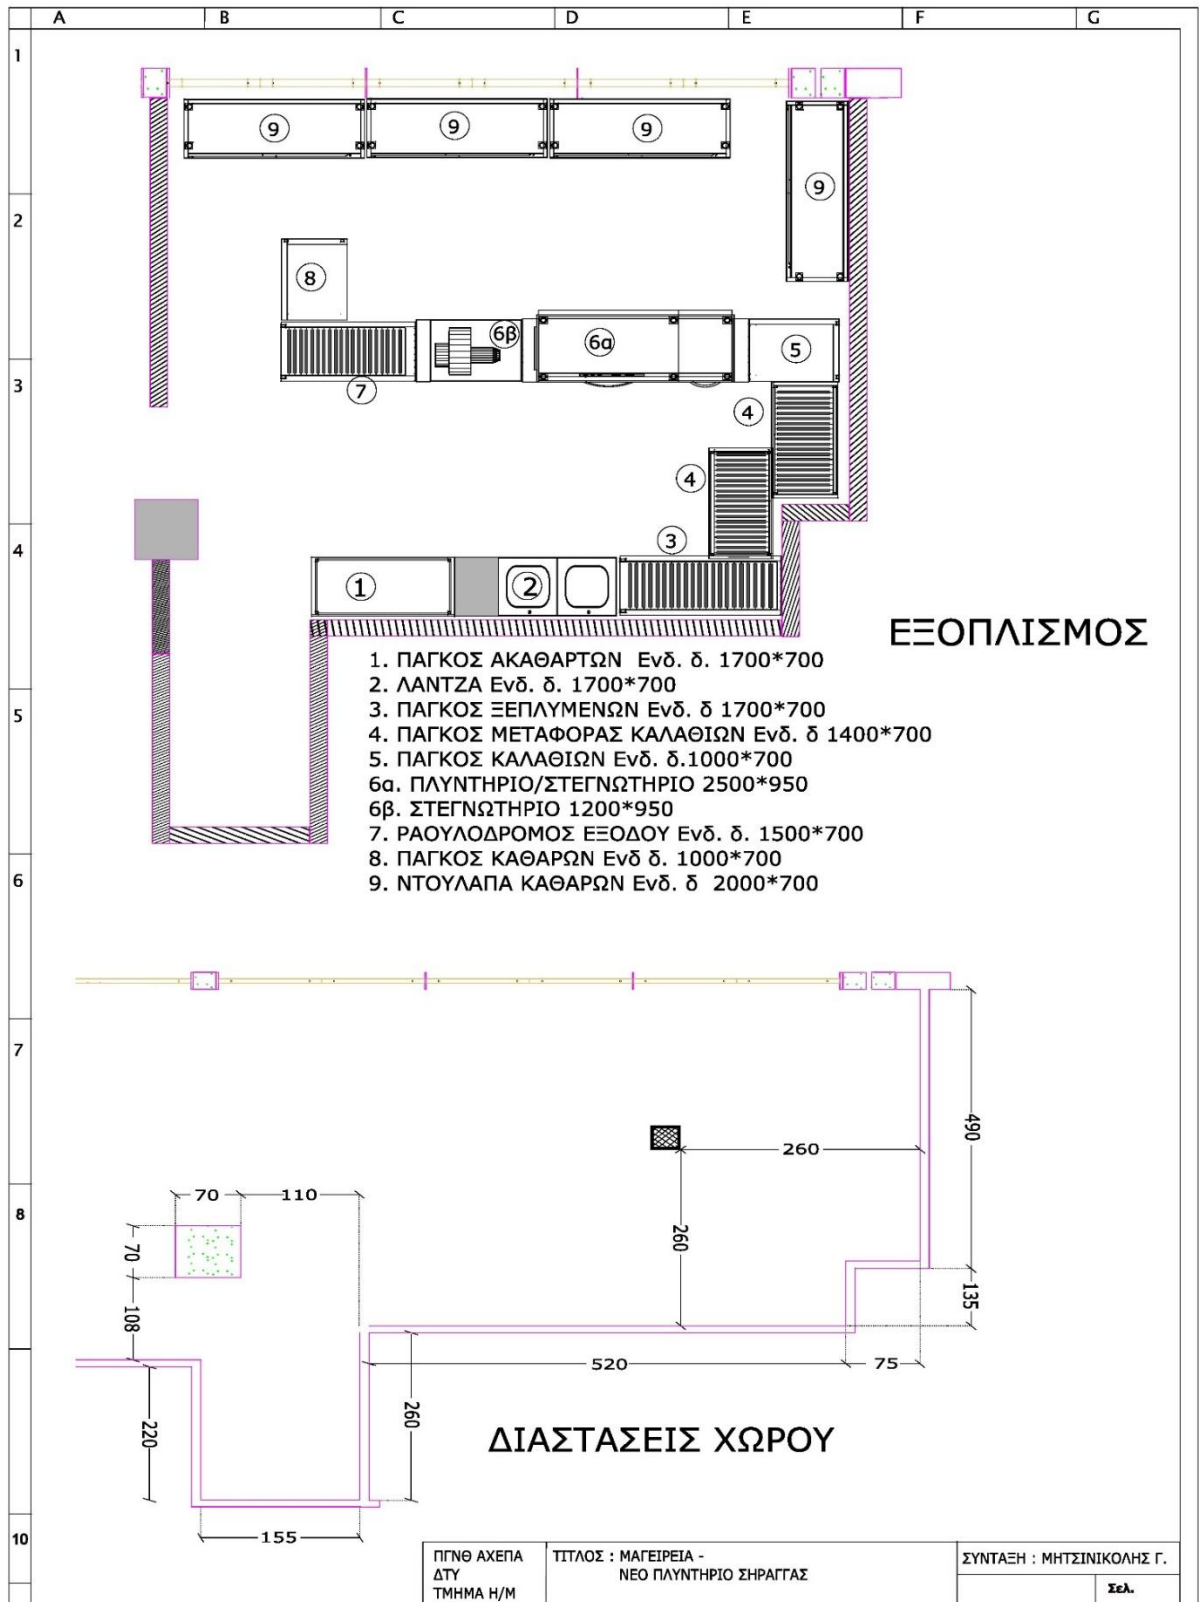 A B C D E F G
1
9 9 9
9
2
8
6β 6α 5
3
7
4
4
4
3
1 2
ΕΞΟΠΛΙΣΜΟΣ
1. ΠΑΓΚΟΣ ΑΚΑΘΑΡΤΩΝ Ενδ. δ. 1700*700
2. ΛΑΝΤΖΑ Ενδ. δ. 1700*700
5
3. ΠΑΓΚΟΣ ΞΕΠΛΥΜΕΝΩΝ Ενδ. δ 1700*700
4. ΠΑΓΚΟΣ ΜΕΤΑΦΟΡΑΣ ΚΑΛΑΘΙΩΝ Ενδ. δ 1400*700
5. ΠΑΓΚΟΣ ΚΑΛΑΘΙΩΝ Ενδ. δ.1000*700
6α. ΠΛΥΝΤΗΡΙΟ/ΣΤΕΓΝΩΤΗΡΙΟ 2500*950
6β. ΣΤΕΓΝΩΤΗΡΙΟ 1200*950
7. ΡΑΟΥΛΟΔΡΟΜΟΣ ΕΞΟΔΟΥ Ενδ. δ. 1500*700
8. ΠΑΓΚΟΣ ΚΑΘΑΡΩΝ Ενδ δ. 1000*700
6
9. ΝΤΟΥΛΑΠΑ ΚΑΘΑΡΩΝ Ενδ. δ 2000*700
7
490
260
8
70 110
260
70
135
108
520 75
260
220
ΔΙΑΣΤΑΣΕΙΣ ΧΩΡΟΥ
10
155
ΠΓΝΘ ΑΧΕΠΑ
ΔΤΥ
ΤΜΗΜΑ Η/Μ
ΤΙΤΛΟΣ : ΜΑΓΕΙΡΕΙΑ -
ΝΕΟ ΠΛΥΝΤΗΡΙΟ ΣΗΡΑΓΓΑΣ
ΣΥΝΤΑΞΗ : ΜΗΤΣΙΝΙΚΟΛΗΣ Γ.
Σελ.